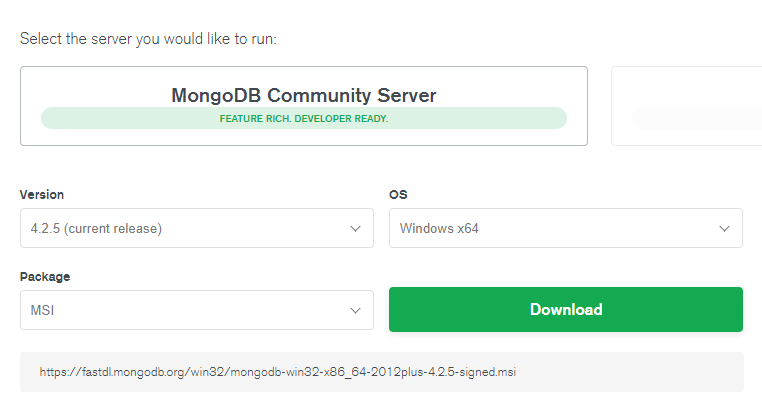 Select the server you would like to run:
MongoDB Community Server
FEATURE RICH. DEVELOPER READY.
Version
OS
4.2.5 (current release)
Windows x64
Package
MSI
Download
https://fastdl.mongodb.org/win32/mongodb-win32-x86_64-2012plus-4.2.5-signed.msi